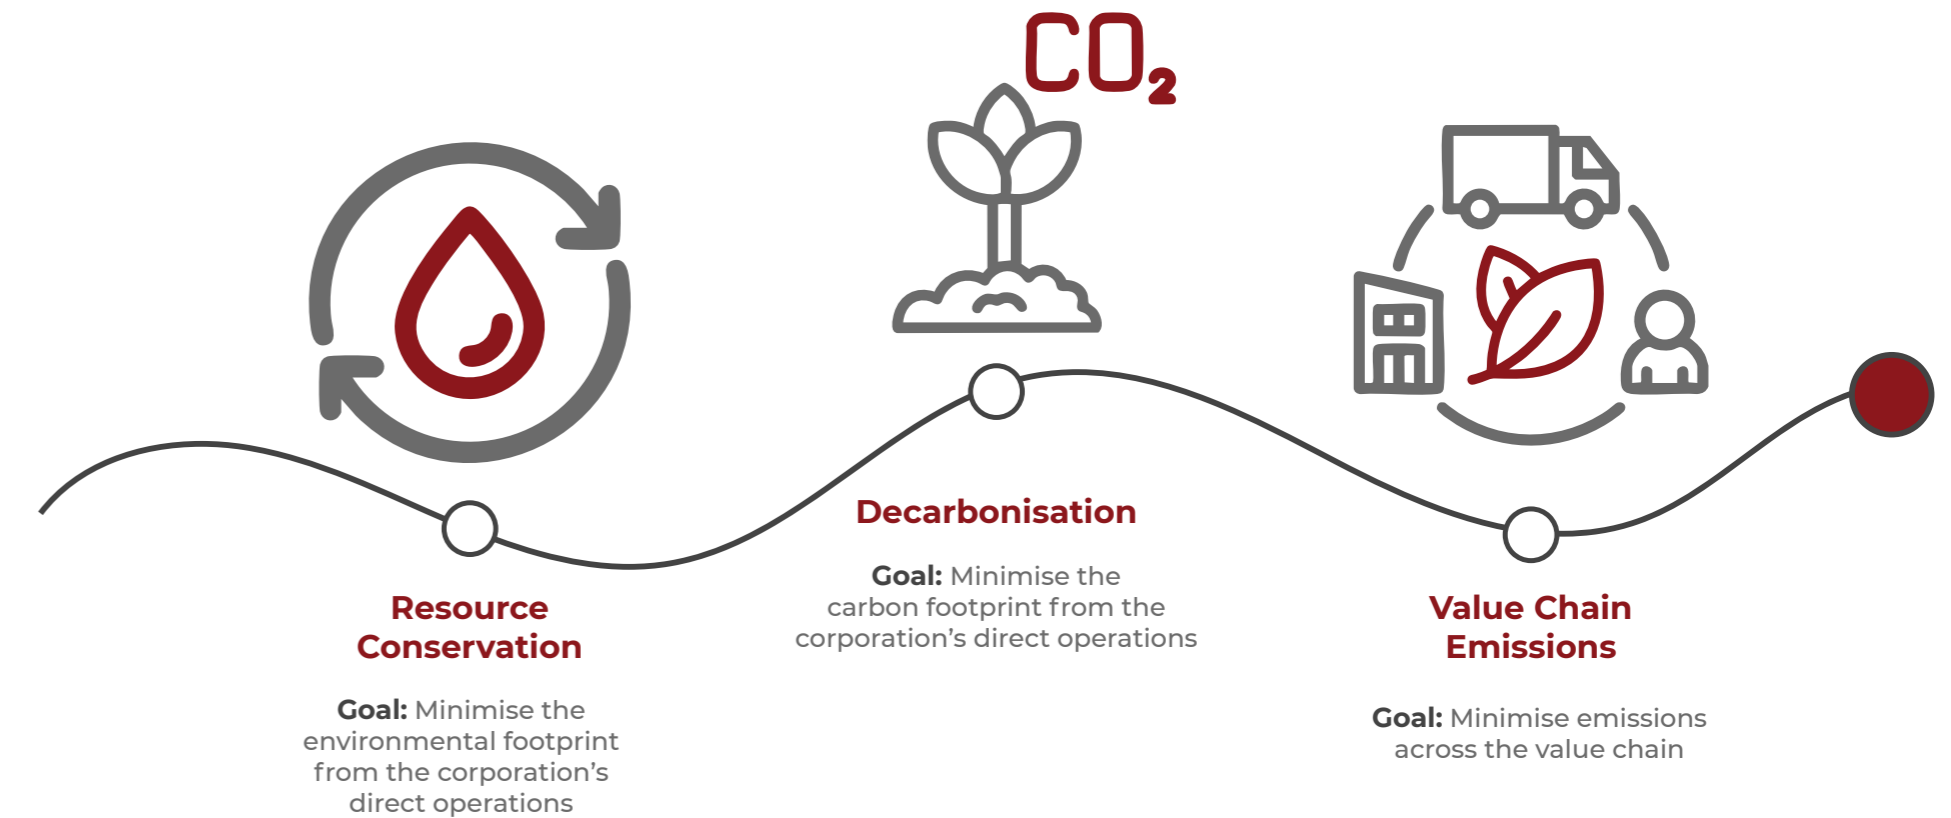 CO₂
Resource
Conservation
Goal: Minimise the
environmental footprint
from the corporation’s
direct operations
Decarbonisation
Goal: Minimise the
carbon footprint from the
corporation’s direct operations
Value Chain
Emissions
Goal: Minimise emissions
across the value chain